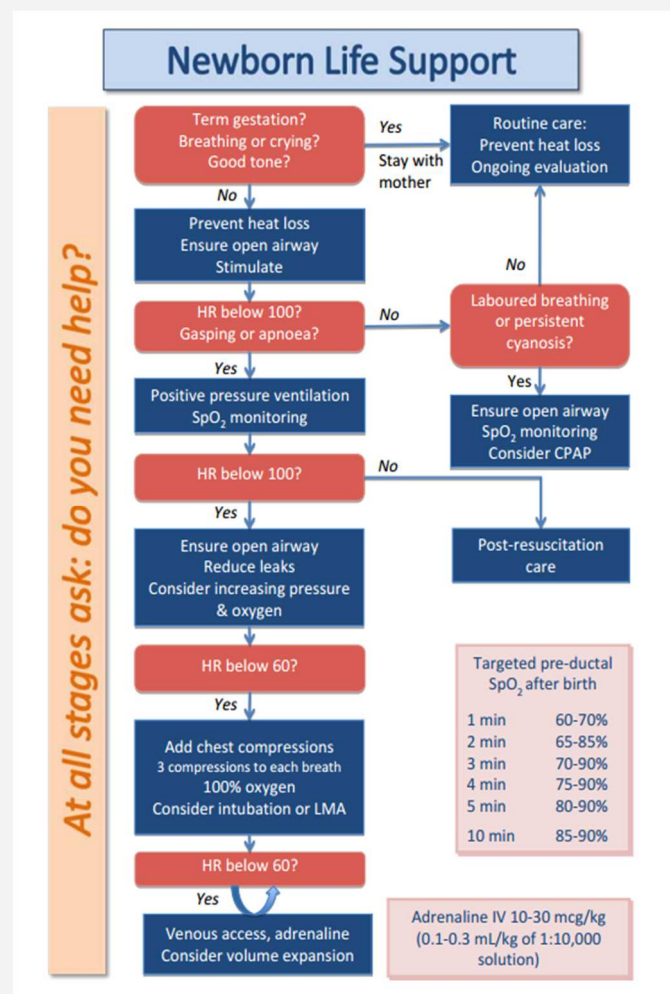 Newborn Life Support
At all stages ask: do you need help?
Term gestation?
Breathing or crying?
Good tone?
Yes
Stay with
mother
Routine care:
Prevent heat loss
Ongoing evaluation
No
Prevent heat loss
Ensure open airway
Stimulate
No
HR below 100?
Gasping or apnoea?
No
Laboured breathing
or persistent
cyanosis?
Yes
Yes
Positive pressure ventilation
SpO₂ monitoring
Ensure open airway
SpO₂ monitoring
Consider CPAP
HR below 100?
No
Yes
Ensure open airway
Reduce leaks
Consider increasing pressure
& oxygen
Post-resuscitation
care
HR below 60?
Yes
Targeted pre-ductal
SpO₂ after birth
1 min 60-70%
2 min 65-85%
3 min 70-90%
4 min 75-90%
5 min 80-90%
10 min 85-90%
Add chest compressions
3 compressions to each breath
100% oxygen
Consider intubation or LMA
HR below 60?
Yes
Venous access, adrenaline
Consider volume expansion
Adrenaline IV 10-30 mcg/kg
(0.1-0.3 mL/kg of 1:10,000
solution)